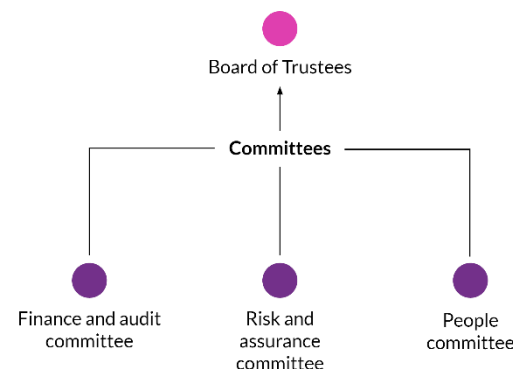 Board of Trustees
Committees
Finance and audit
committee
Risk and
assurance
committee
People
committee